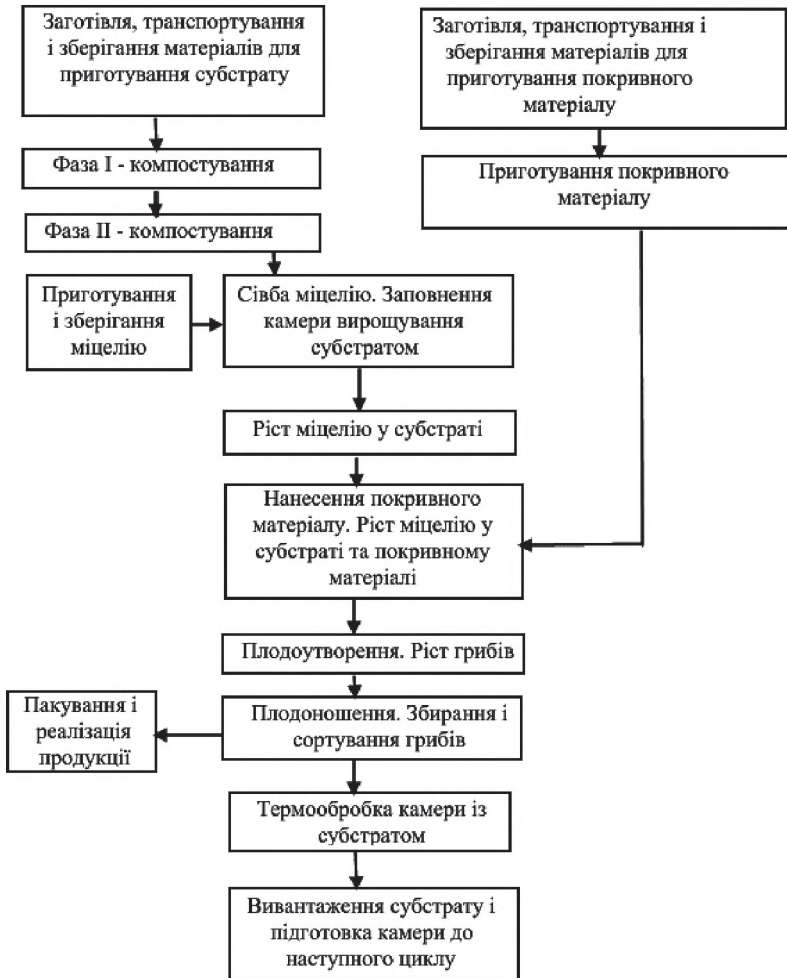 Заготівля, транспортування
і зберігання матеріалів для
приготування субстрату
Заготівля, транспортування і
зберігання матеріалів для
приготування покривного
матеріалу
Фаза І - компостування
Приготування покривного
матеріалу
Фаза ІІ - компостування
Приготування
і зберігання
міцелію
Сівба міцелію. Заповнення
камери вирощування
субстратом
Ріст міцелію у субстраті
Нанесення покривного
матеріалу. Ріст міцелію у
субстраті та покривному
матеріалі
Плодоутворення. Ріст грибів
Пакування і
реалізація
продукції
Плодоношення. Збирання і
сортування грибів
Термообробка камери із
субстратом
Вивантаження субстрату і
підготовка камери до
наступного циклу